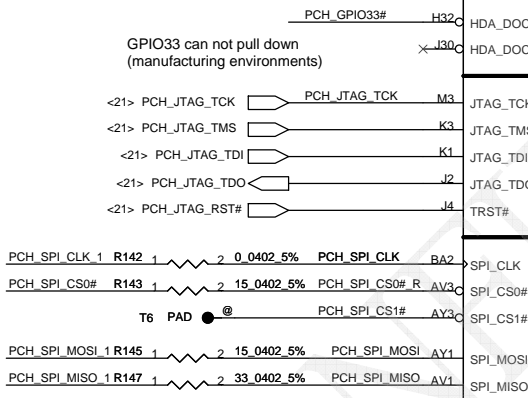 PCH_GPIO33# H32 HDA_DOC
GPIO33 can not pull down J30 HDA_DOC
(manufacturing environments)
<21> PCH_JTAG_TCK PCH_JTAG_TCK M3 JTAG_TCK
<21> PCH_JTAG_TMS K3 JTAG_TMS
<21> PCH_JTAG_TDI K1 JTAG_TDI
<21> PCH_JTAG_TDO J2 JTAG_TDO
<21> PCH_JTAG_RST# J4 TRST#
PCH_SPI_CLK_1 R142 1 2 0_0402_5% PCH_SPI_CLK BA2 SPI_CLK
PCH_SPI_CS0# R143 1 2 15_0402_5% PCH_SPI_CS0#_R AV3 SPI_CS0#
T6 PAD @ PCH_SPI_CS1# AY3 SPI_CS1#
PCH_SPI_MOSI_1 R145 1 2 15_0402_5% PCH_SPI_MOSI AY1 SPI_MOSI
PCH_SPI_MISO_1 R147 1 2 33_0402_5% PCH_SPI_MISO AV1 SPI_MISO